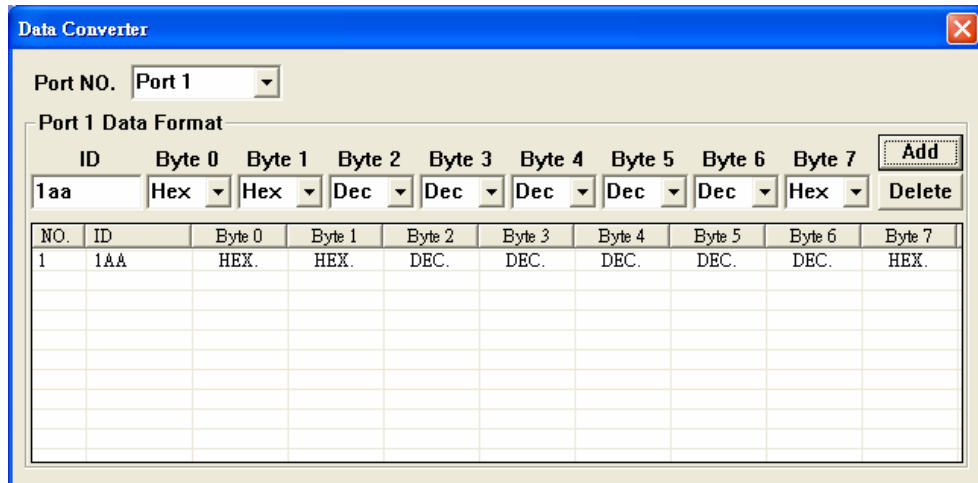 Data Converter
Port NO. Port 1
Port 1 Data Format
ID Byte 0 Byte 1 Byte 2 Byte 3 Byte 4 Byte 5 Byte 6 Byte 7 Add
1aa Hex Hex Dec Dec Dec Dec Dec Hex Delete
NO. ID Byte 0 Byte 1 Byte 2 Byte 3 Byte 4 Byte 5 Byte 6 Byte 7
1 1AA HEX. HEX. DEC. DEC. DEC. DEC. DEC. HEX.